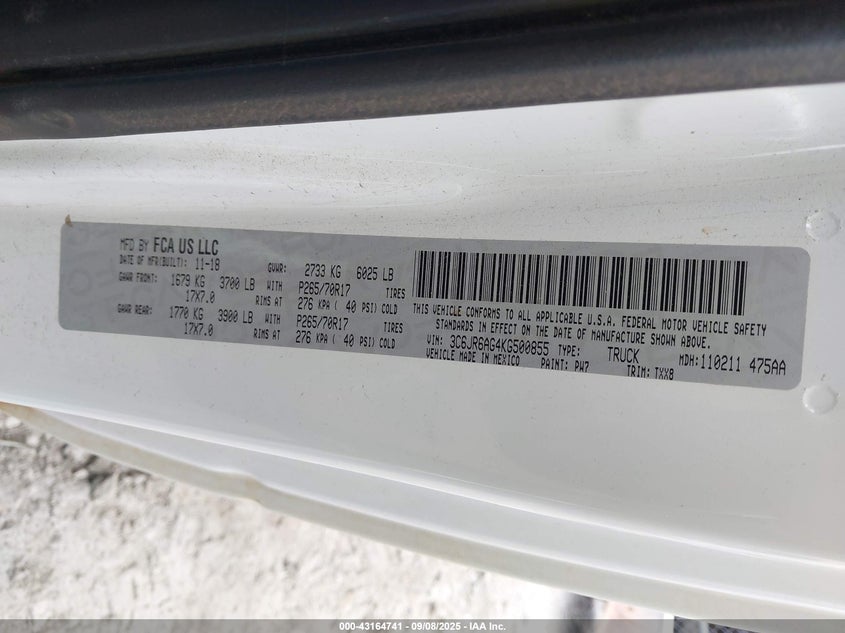 MFD BY FCA US LLC
DATE OF MFR(BUILT): 11-18 GVWR: 2733 KG 6025 LB
GAWR FRONT: 1679 KG 3700 LB WITH P265/70R17 TIRES
17X7.0 RIMS AT 276 KPA ( 40 PSI) COLD
GAWR REAR: 1770 KG 3900 LB WITH P265/70R17 TIRES
17X7.0 RIMS AT 276 KPA ( 40 PSI) COLD
THIS VEHICLE CONFORMS TO ALL APPLICABLE U.S.A. FEDERAL MOTOR VEHICLE SAFETY
STANDARDS IN EFFECT ON THE DATE OF MANUFACTURE SHOWN ABOVE.
VIN: 3C6JR6AG4KG500855 TYPE: TRUCK MDH:110211 475AA
VEHICLE MADE IN MEXICO PAINT: PW7 TRIM: TXX8
000-43164741 - 09/08/2025 - IAA Inc.